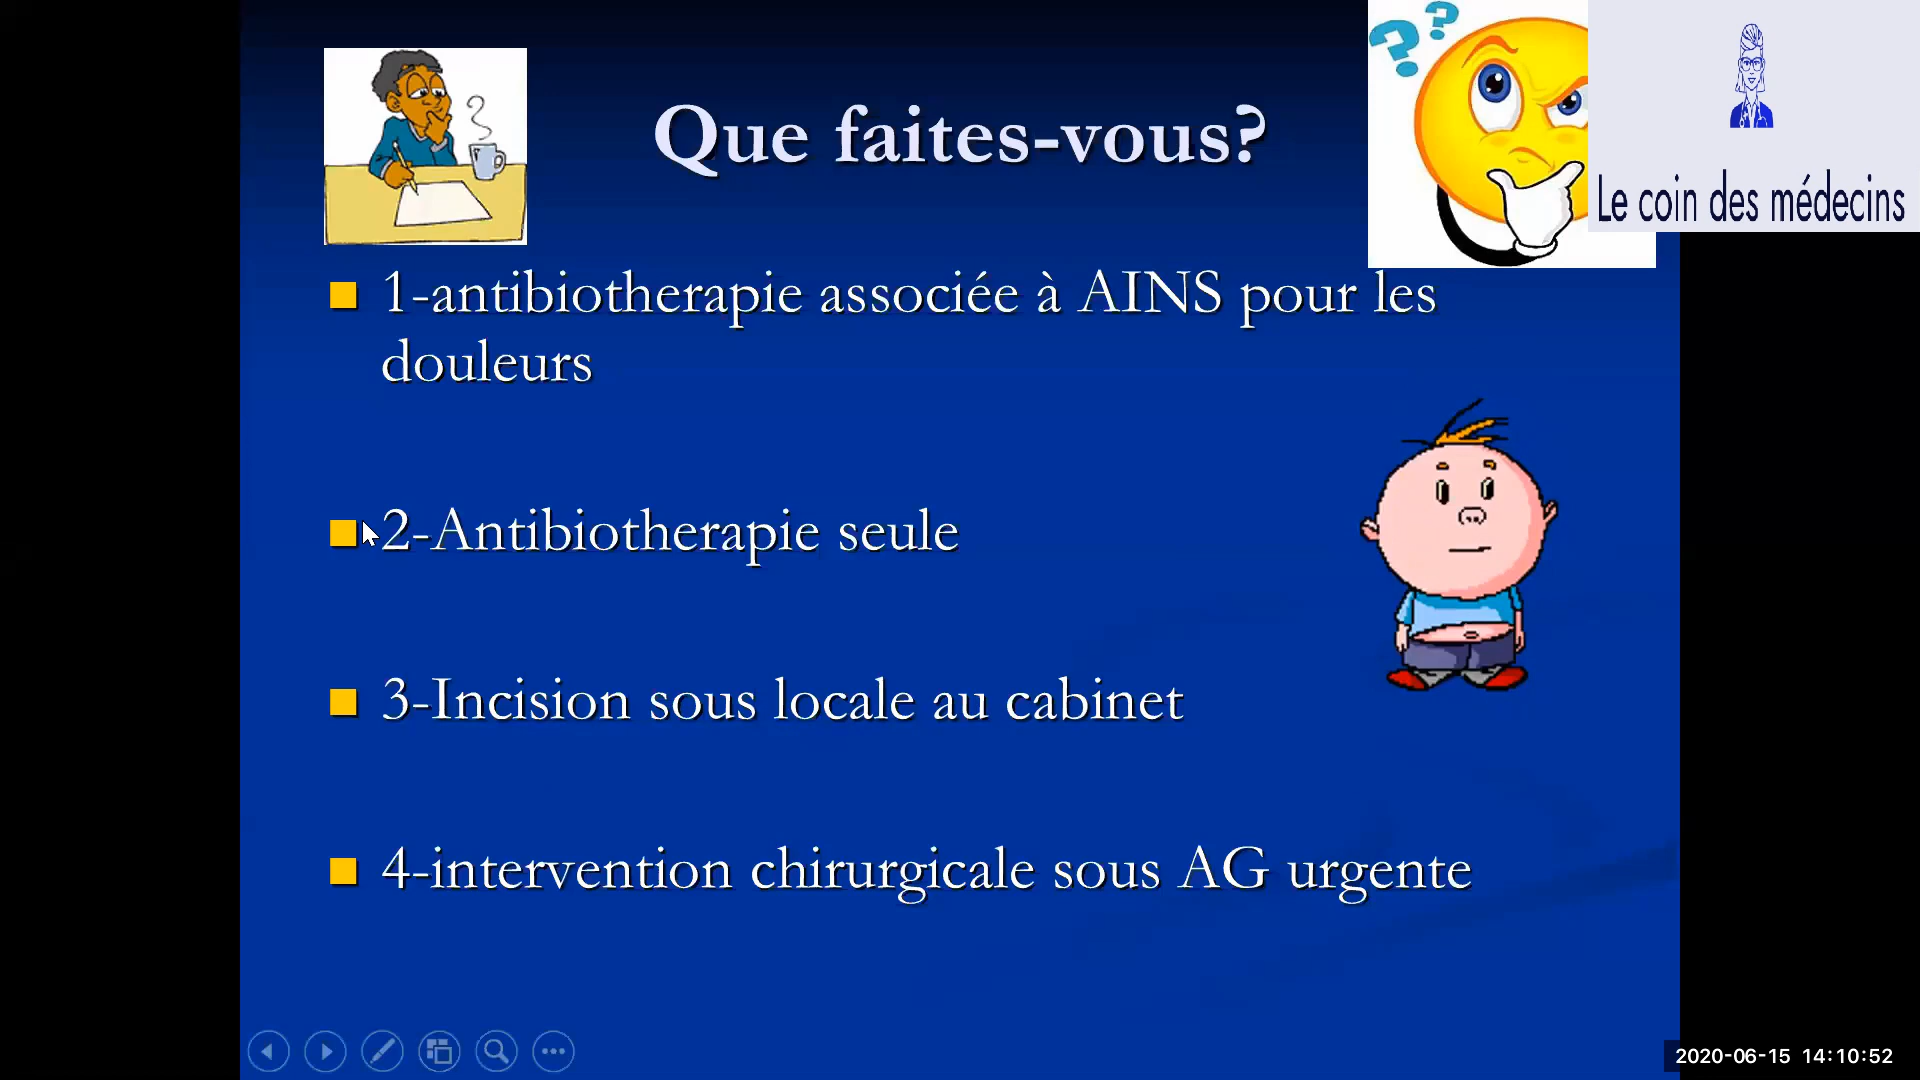 Que faites-vous?
Le coin des médecins
1-antibiotherapie associée à AINS pour les
douleurs
2-Antibiotherapie seule
3-Incision sous locale au cabinet
4-intervention chirurgicale sous AG urgente
2020-06-15 14:10:52